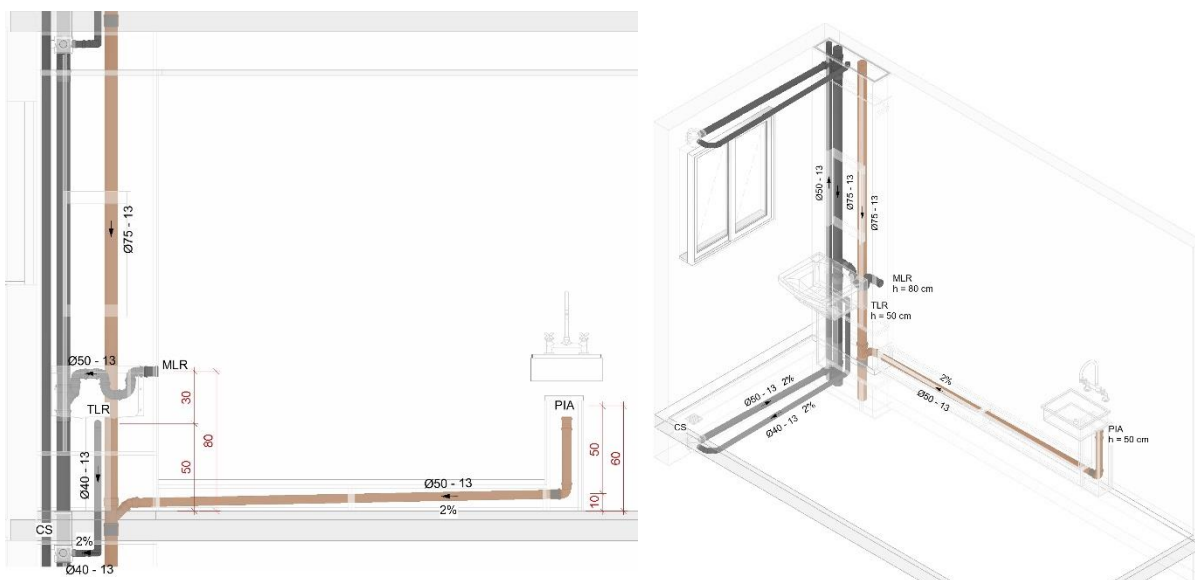 Ø75 - 13
Ø50 - 13
MLR
TLR
30
80
50
Ø40 - 13
CS
2%
Ø40 - 13
Ø50 - 13
2%
PIA
50
60
10
Ø50 - 13
Ø75 - 13
Ø75 - 13
MLR
h = 80 cm
TLR
h = 50 cm
2%
Ø50 - 13
Ø50 - 13 2%
Ø40 - 13 2%
CS
PIA
h = 50 cm